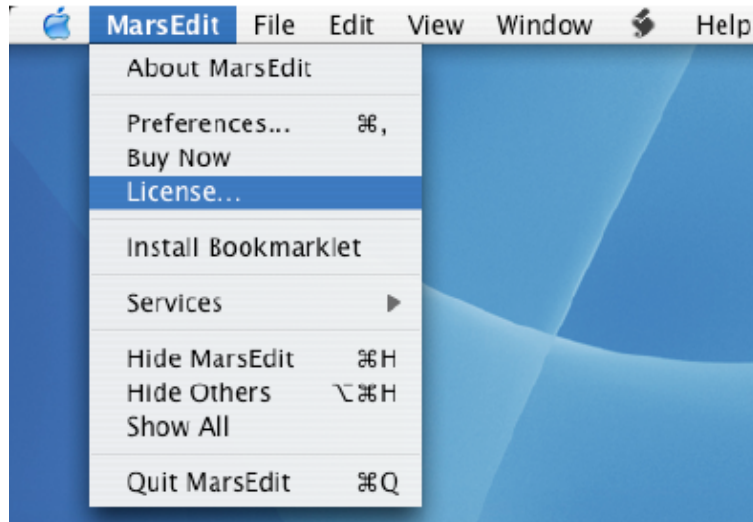 MarsEdit File Edit View Window Help
About MarsEdit
Preferences... ⌘,
Buy Now
License...
Install Bookmarklet
Services
Hide MarsEdit ⌘H
Hide Others ⌥⌘H
Show All
Quit MarsEdit ⌘Q